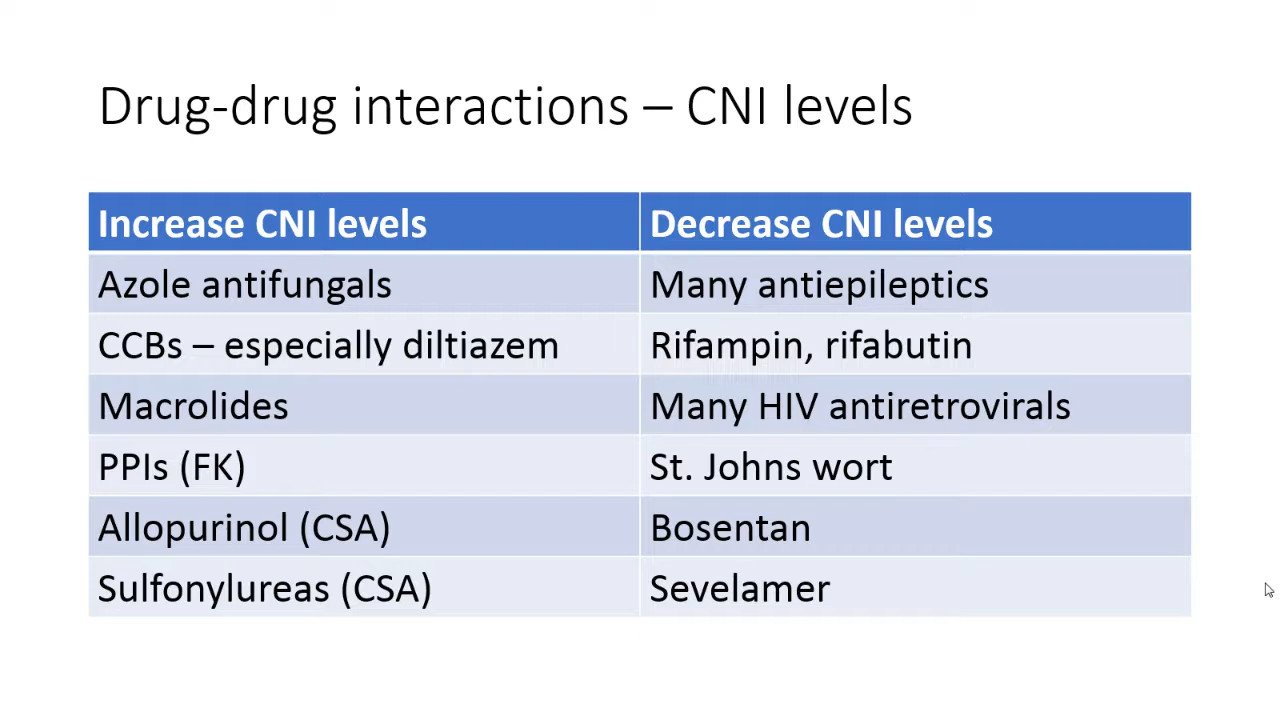 Drug-drug interactions – CNI levels
Increase CNI levels
Decrease CNI levels
Azole antifungals
Many antiepileptics
CCBs – especially diltiazem
Rifampin, rifabutin
Macrolides
Many HIV antiretrovirals
PPIs (FK)
St. Johns wort
Allopurinol (CSA)
Bosentan
Sulfonylureas (CSA)
Sevelamer